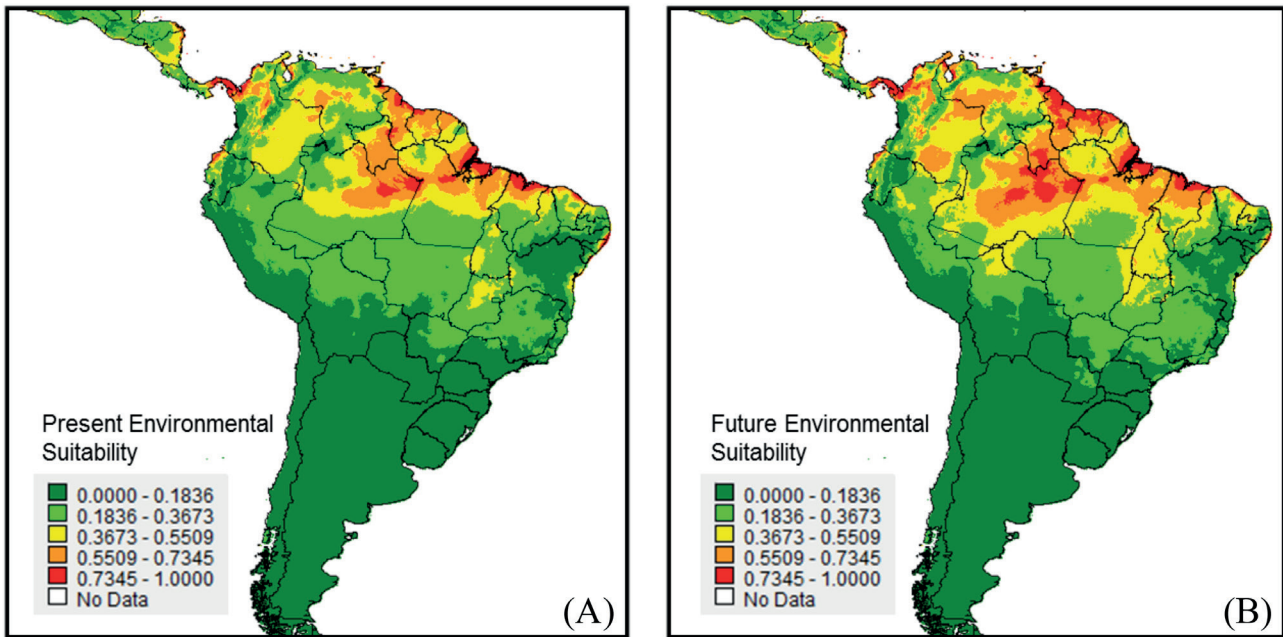 Present Environmental
Suitability
0.0000 - 0.1836
0.1836 - 0.3673
0.3673 - 0.5509
0.5509 - 0.7345
0.7345 - 1.0000
No Data
(A)
Future Environmental
Suitability
0.0000 - 0.1836
0.1836 - 0.3673
0.3673 - 0.5509
0.5509 - 0.7345
0.7345 - 1.0000
No Data
(B)